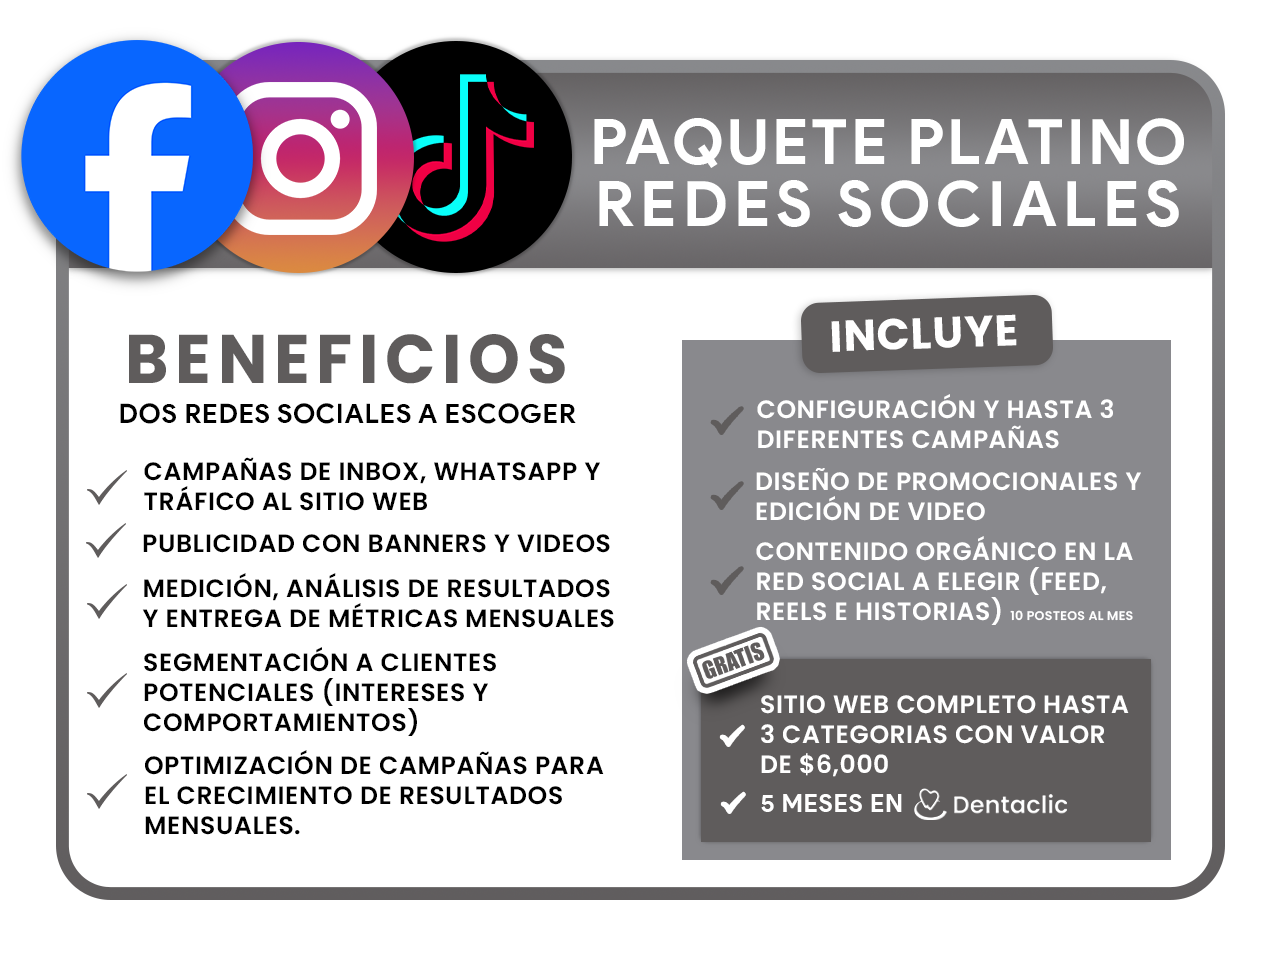 PAQUETE PLATINO
REDES SOCIALES
BENEFICIOS
DOS REDES SOCIALES A ESCOGER
CAMPAÑAS DE INBOX, WHATSAPP Y
TRÁFICO AL SITIO WEB
PUBLICIDAD CON BANNERS Y VIDEOS
MEDICIÓN, ANÁLISIS DE RESULTADOS
Y ENTREGA DE MÉTRICAS MENSUALES
SEGMENTACIÓN A CLIENTES
POTENCIALES (INTERESES Y
COMPORTAMIENTOS)
OPTIMIZACIÓN DE CAMPAÑAS PARA
EL CRECIMIENTO DE RESULTADOS
MENSUALES.
INCLUYE
CONFIGURACIÓN Y HASTA 3
DIFERENTES CAMPAÑAS
DISEÑO DE PROMOCIONALES Y
EDICIÓN DE VIDEO
CONTENIDO ORGÁNICO EN LA
RED SOCIAL A ELEGIR (FEED,
REELS E HISTORIAS) 10 POSTEOS AL MES
GRATIS
SITIO WEB COMPLETO HASTA
3 CATEGORIAS CON VALOR
DE $6,000
5 MESES EN Dentaclic